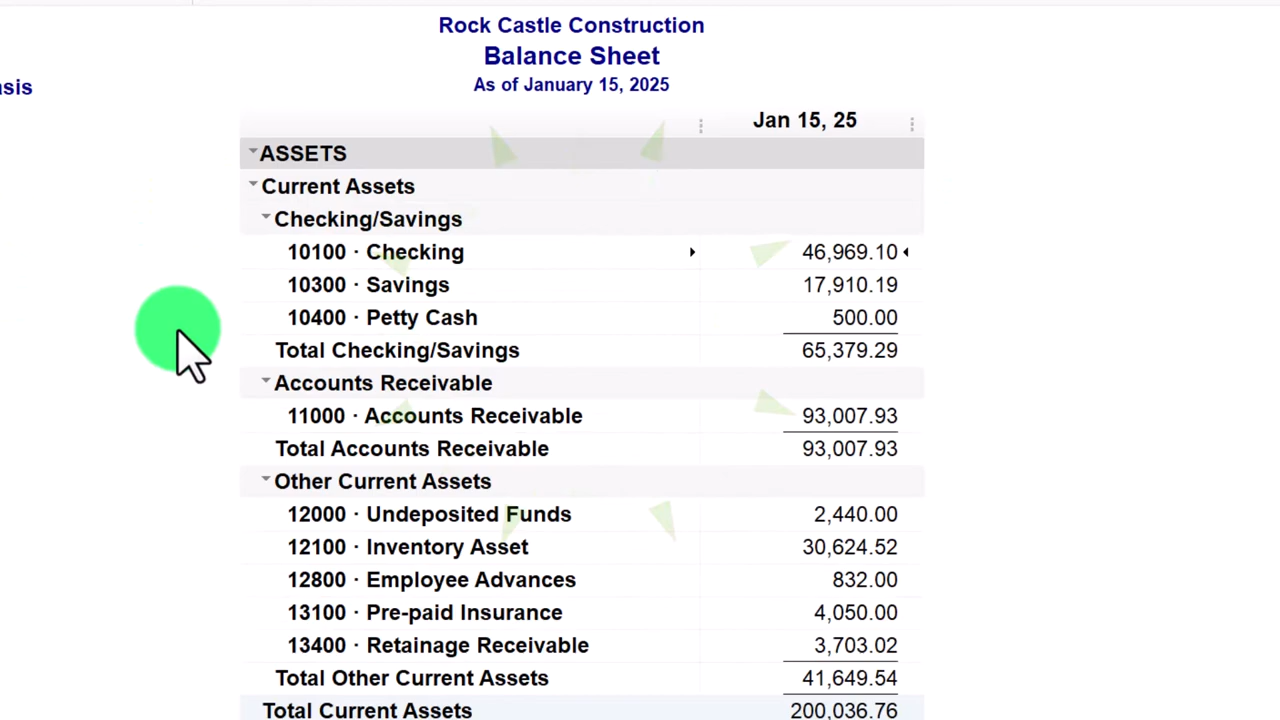 Rock Castle Construction
Balance Sheet
As of January 15, 2025
Jan 15, 25
ASSETS
Current Assets
Checking/Savings
10100 · Checking 46,969.10
10300 · Savings 17,910.19
10400 · Petty Cash 500.00
Total Checking/Savings 65,379.29
Accounts Receivable
11000 · Accounts Receivable 93,007.93
Total Accounts Receivable 93,007.93
Other Current Assets
12000 · Undeposited Funds 2,440.00
12100 · Inventory Asset 30,624.52
12800 · Employee Advances 832.00
13100 · Pre-paid Insurance 4,050.00
13400 · Retainage Receivable 3,703.02
Total Other Current Assets 41,649.54
Total Current Assets 200,036.76